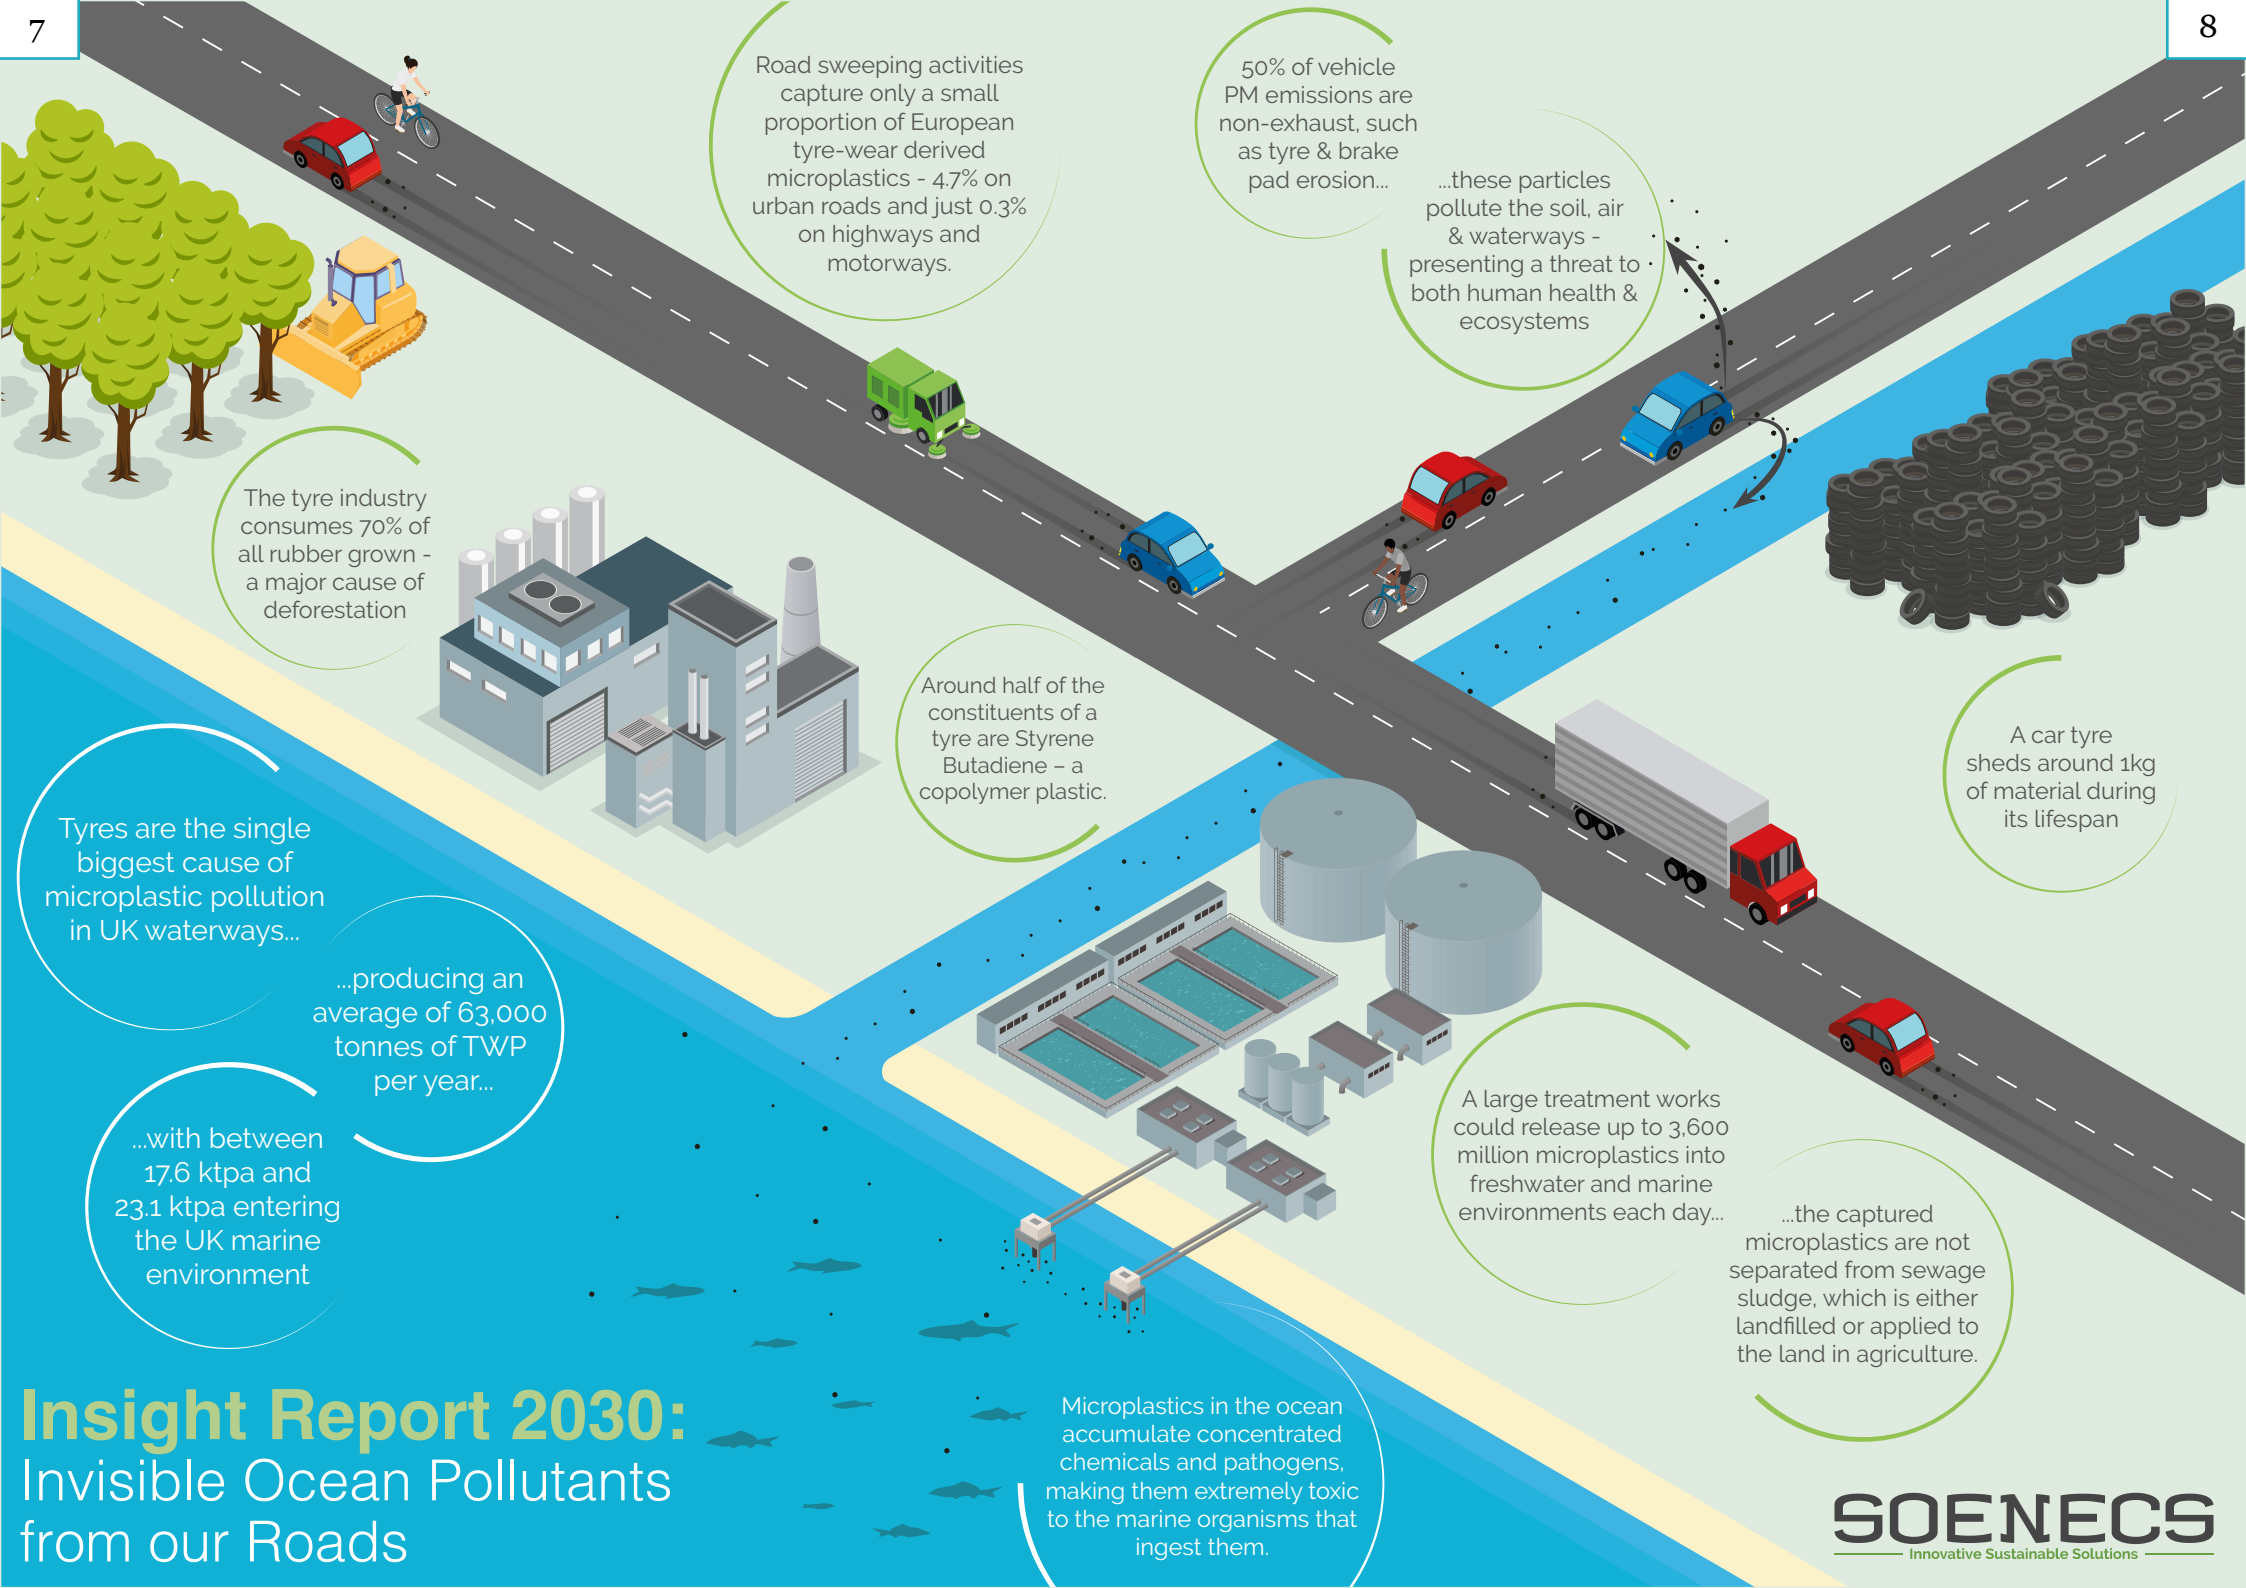 7
8
Road sweeping activities
capture only a small
proportion of European
tyre-wear derived
microplastics - 4.7% on
urban roads and just 0.3%
on highways and
motorways.
50% of vehicle
PM emissions are
non-exhaust, such
as tyre & brake
pad erosion...
...these particles
pollute the soil, air
& waterways -
presenting a threat to
both human health &
ecosystems
The tyre industry
consumes 70% of
all rubber grown -
a major cause of
deforestation
Around half of the
constituents of a
tyre are Styrene
Butadiene – a
copolymer plastic.
A car tyre
sheds around 1kg
of material during
its lifespan
Tyres are the single
biggest cause of
microplastic pollution
in UK waterways...
...producing an
average of 63,000
tonnes of TWP
per year...
...with between
17.6 ktpa and
23.1 ktpa entering
the UK marine
environment
A large treatment works
could release up to 3,600
million microplastics into
freshwater and marine
environments each day...
...the captured
microplastics are not
separated from sewage
sludge, which is either
landfilled or applied to
the land in agriculture.
Microplastics in the ocean
accumulate concentrated
chemicals and pathogens,
making them extremely toxic
to the marine organisms that
ingest them.
Insight Report 2030:
Invisible Ocean Pollutants
from our Roads
SOENECS
Innovative Sustainable Solutions